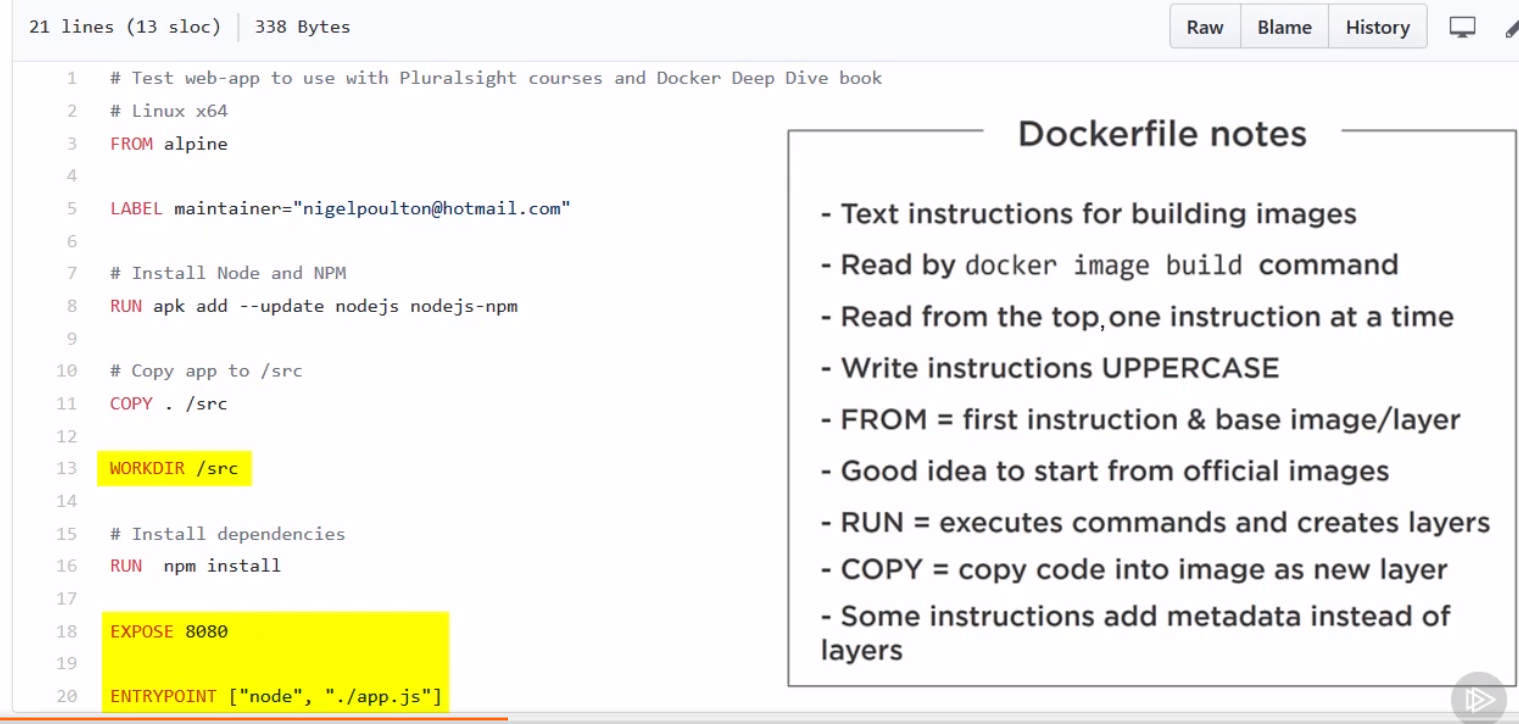 21 lines (13 sloc) 338 Bytes
Raw Blame History
1 # Test web-app to use with Pluralsight courses and Docker Deep Dive book
2 # Linux x64
3 FROM alpine
4
5 LABEL maintainer="nigelpoulton@hotmail.com"
6
7 # Install Node and NPM
8 RUN apk add --update nodejs nodejs-npm
9
10 # Copy app to /src
11 COPY . /src
12
13 WORKDIR /src
14
15 # Install dependencies
16 RUN  npm install
17
18 EXPOSE 8080
19
20 ENTRYPOINT ["node", "./app.js"]
Dockerfile notes
- Text instructions for building images
- Read by docker image build command
- Read from the top, one instruction at a time
- Write instructions UPPERCASE
- FROM = first instruction & base image/layer
- Good idea to start from official images
- RUN = executes commands and creates layers
- COPY = copy code into image as new layer
- Some instructions add metadata instead of
layers